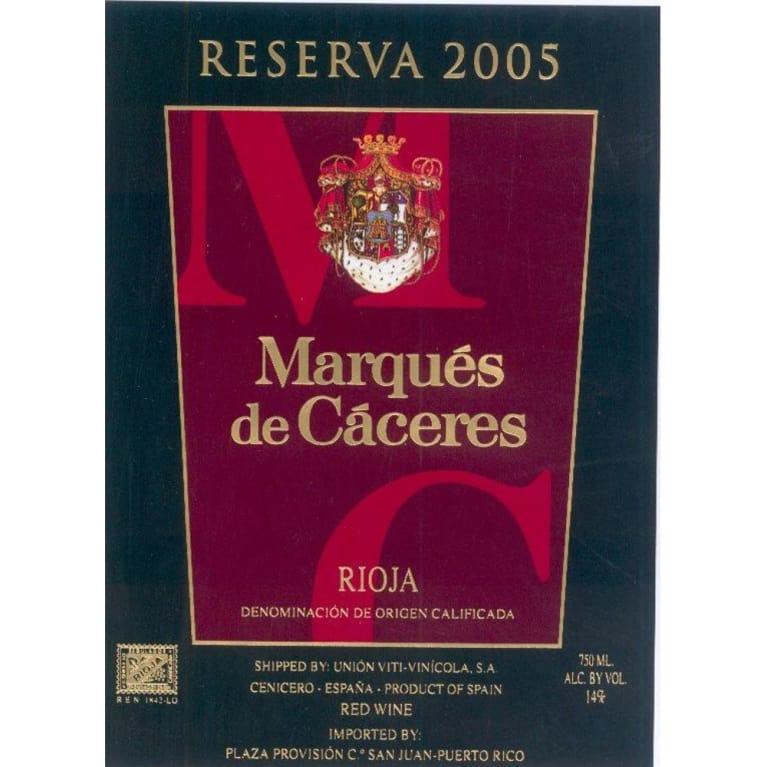 RESERVA 2005
M
Marqués
de Cáceres
C
RIOJA
DENOMINACIÓN DE ORIGEN CALIFICADA
SHIPPED BY: UNIÓN VITI-VINÍCOLA, S.A.
CENICERO - ESPAÑA - PRODUCT OF SPAIN
RED WINE
IMPORTED BY:
PLAZA PROVISIÓN C.º SAN JUAN-PUERTO RICO
RIOJA
750 ML.
ALC. BY VOL.
14%